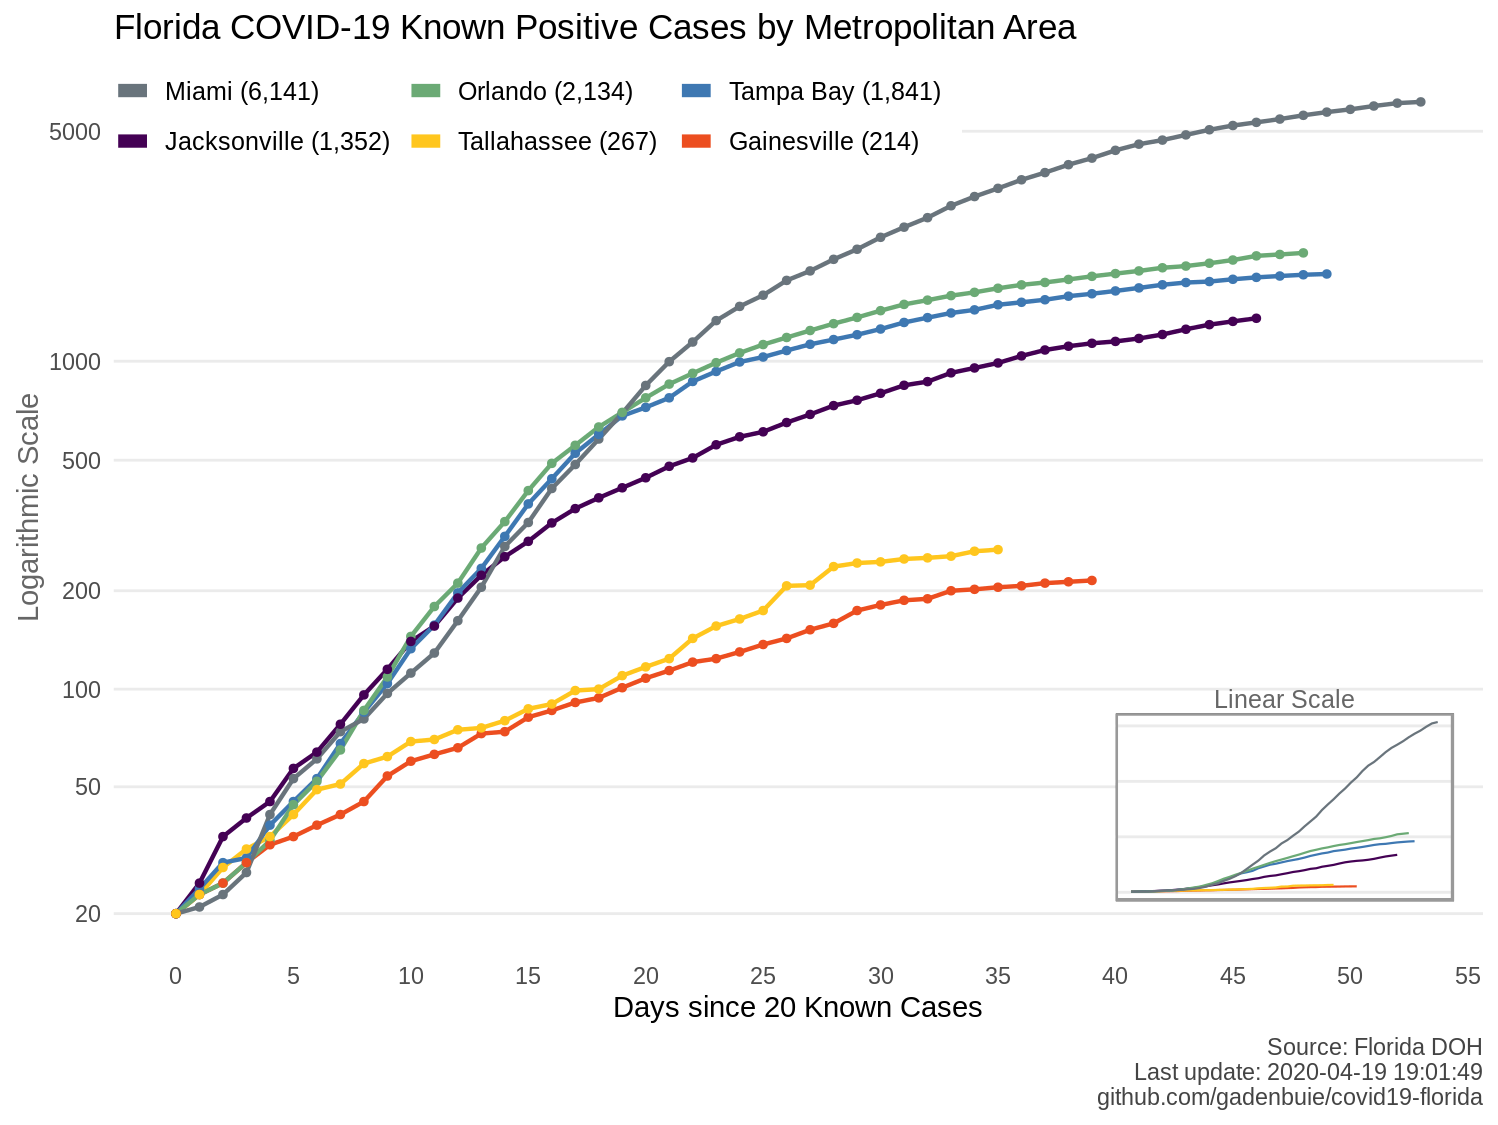 Florida COVID-19 Known Positive Cases by Metropolitan Area
Miami (6,141) Orlando (2,134) Tampa Bay (1,841)
Jacksonville (1,352) Tallahassee (267) Gainesville (214)
Logarithmic Scale
5000
1000
500
200
100
50
20
Linear Scale
0 5 10 15 20 25 30 35 40 45 50 55
Days since 20 Known Cases
Source: Florida DOH
Last update: 2020-04-19 19:01:49
github.com/gadenbuie/covid19-florida